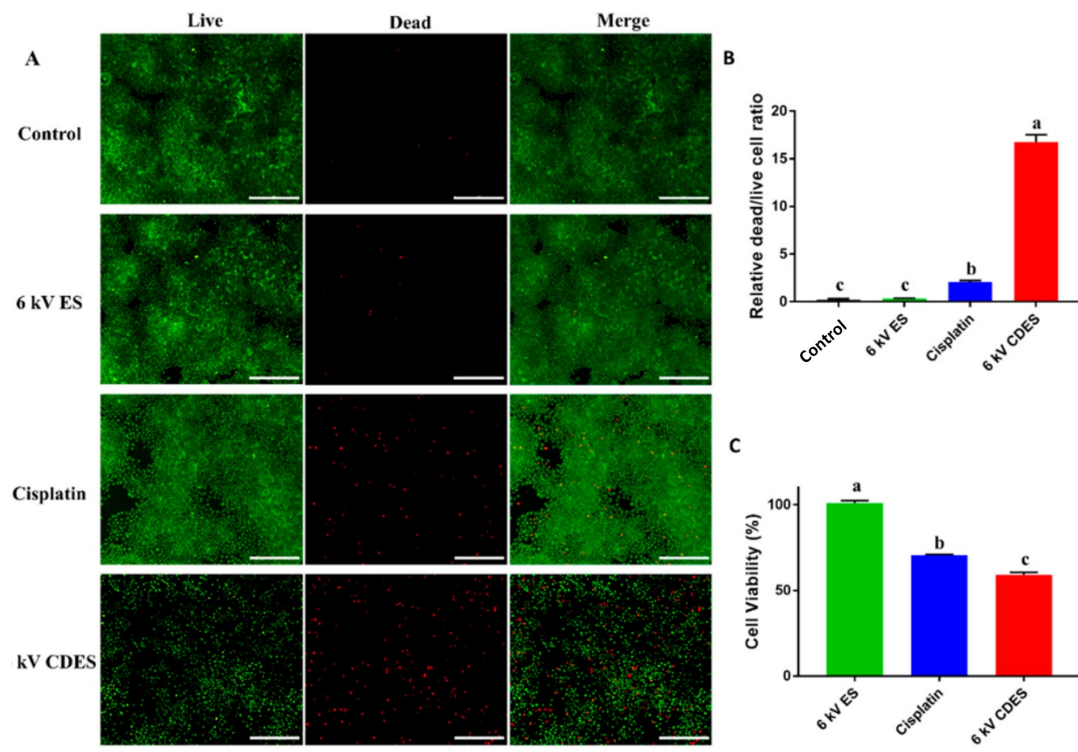 Live Dead Merge
A
Control
6 kV ES
Cisplatin
kV CDES
B
Relative dead/live cell ratio
20
15
10
5
0
c
c
b
a
Control
6 kV ES
Cisplatin
6 kV CDES
C
Cell Viability (%)
100
50
0
a
b
c
6 kV ES
Cisplatin
6 kV CDES